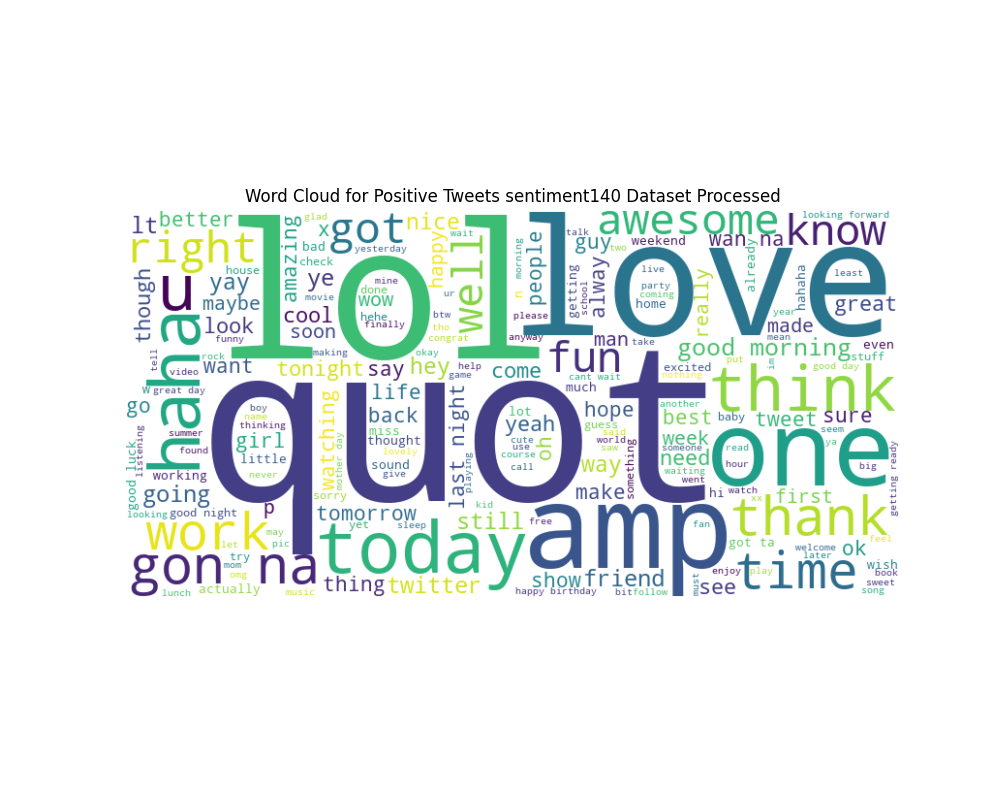 Word Cloud for Positive Tweets sentiment140 Dataset Processed
lt
better
right
lol
love
quot
one
amp
think
today
work
gon na
haha
u
got
well
awesome
know
thank
time
fun
x
nice
glad
bad
yesterday
check
wait
amazing
happy
house
yay
maybe
ye
movie
cool
soon
look
funny
though
wow
done
mine
hehe
finally
ur
btw
tho
congrat
morning
n
people
please
anyway
talk
guy
two
weekend
wan na
looking forward
getting
school
alway
live
party
coming
home
really
already
hahaha
least
great
year
made
mean
even
man
take
good morning
stuff
good day
im
put
excited
nothing
tell
rock
video
want
making
okay
tonight
say
hey
game
help
come
cant wait
much
W
great day
go
summer
found
listening
good luck
working
boy
name
thinking
girl
little
never
watching
mother day
life
back
miss
thought
lovely
sound
give
last night
playing
lot
yeah
cute
use
course
call
oh
hope
guess
said
world
saw
way
something
make
another
best
baby
week
need
someone
waiting
went
tweet
read
hour
watch
hi
xx
sure
seem
ya
big
getting ready
first
looking
going
good night
p
sorry
tomorrow
yet
sleep
still
kid
free
fan
got ta
welcome
later
ok
feel
wish
book
sweet
song
let
may
pic
try
mom
omg
lunch
actually
music
thing
twitter
show
friend
happy birthday
bit
follow
must
see
enjoy
play